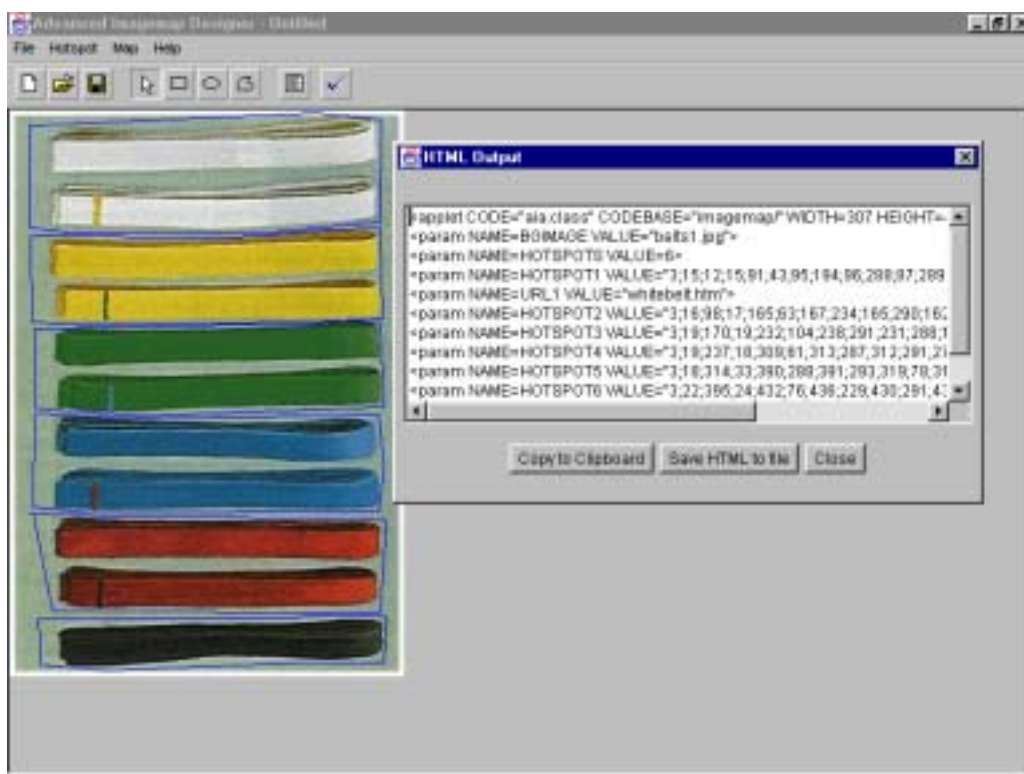 Advanced Imagemap Designer - Untitled
File Hotspot Map Help
HTML Output
<applet CODE="aia.class" CODEBASE="imagemap/" WIDTH=307 HEIGHT=
<param NAME=BGIMAGE VALUE="balts1.jpg">
<param NAME=HOTSPOTS VALUE=6>
<param NAME=HOTSPOT1 VALUE="3;15;12;15;91;43;95;194;96;288;97;289
<param NAME=URL1 VALUE="whitebelt.htm">
<param NAME=HOTSPOT2 VALUE="3;16;98;17;165;63;167;234;165;290;162
<param NAME=HOTSPOT3 VALUE="3;19;170;19;232;104;238;291;231;288;1
<param NAME=HOTSPOT4 VALUE="3;19;237;18;309;61;313;287;312;291;2
<param NAME=HOTSPOT5 VALUE="3;18;314;33;390;288;391;293;319;78;31
<param NAME=HOTSPOT6 VALUE="3;22;395;24;432;76;436;229;430;291;43
Copy to Clipboard Save HTML to file Close